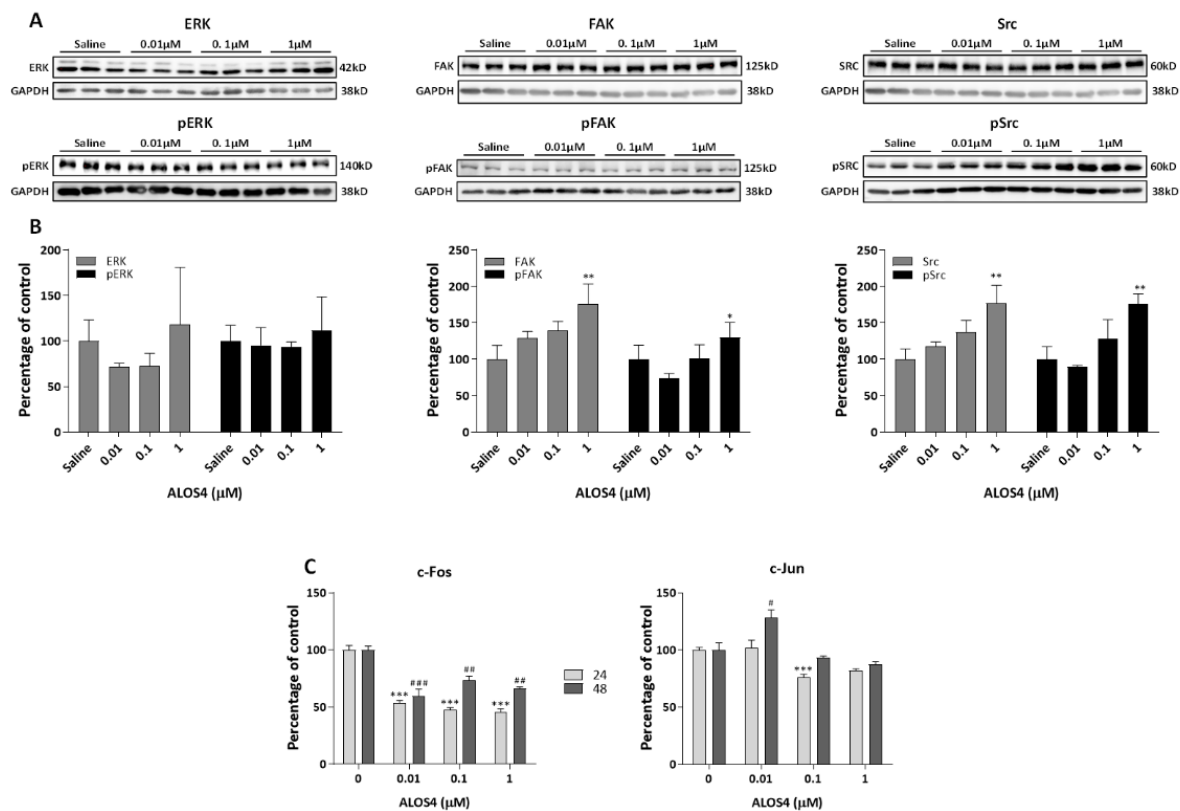 A
ERK
Saline 0.01µM 0. 1µM 1µM
ERK 42kD
GAPDH 38kD
pERK
Saline 0.01µM 0.1µM 1µM
pERK 140kD
GAPDH 38kD
FAK
Saline 0.01µM 0.1µM 1µM
FAK 125kD
GAPDH 38kD
pFAK
Saline 0.01µM 0.1µM 1µM
pFAK 125kD
GAPDH 38kD
Src
Saline 0.01µM 0.1µM 1µM
SRC 60kD
GAPDH 38kD
pSrc
Saline 0.01µM 0.1µM 1µM
pSRC 60kD
GAPDH 38kD
B
Percentage of control
200
150
100
50
0
ERK
pERK
Saline 0.01 0.1 1 Saline 0.01 0.1 1
ALOS4 (µM)
Percentage of control
250
200
150
100
50
0
FAK
pFAK
**
*
Saline 0.01 0.1 1 Saline 0.01 0.1 1
ALOS4 (µM)
Percentage of control
250
200
150
100
50
0
Src
pSrc
**
**
Saline 0.01 0.1 1 Saline 0.01 0.1 1
ALOS4 (µM)
C
c-Fos
Percentage of control
150
100
50
0
*** ### *** ## *** ##
0 0.01 0.1 1
ALOS4 (µM)
24
48
c-Jun
Percentage of control
150
100
50
0
# ***
0 0.01 0.1 1
ALOS4 (µM)